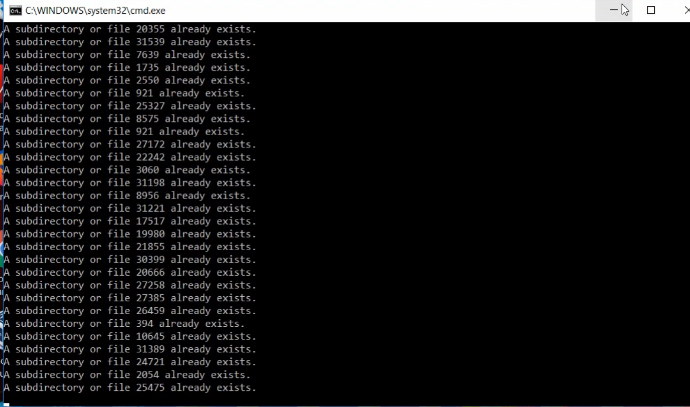 C:\WINDOWS\system32\cmd.exe
A subdirectory or file 20355 already exists.
A subdirectory or file 31539 already exists.
A subdirectory or file 7639 already exists.
A subdirectory or file 1735 already exists.
A subdirectory or file 2550 already exists.
A subdirectory or file 921 already exists.
A subdirectory or file 25327 already exists.
A subdirectory or file 8575 already exists.
A subdirectory or file 921 already exists.
A subdirectory or file 27172 already exists.
A subdirectory or file 22242 already exists.
A subdirectory or file 3060 already exists.
A subdirectory or file 31198 already exists.
A subdirectory or file 8956 already exists.
A subdirectory or file 31221 already exists.
A subdirectory or file 17517 already exists.
A subdirectory or file 19980 already exists.
A subdirectory or file 21855 already exists.
A subdirectory or file 30399 already exists.
A subdirectory or file 20666 already exists.
A subdirectory or file 27258 already exists.
A subdirectory or file 27385 already exists.
A subdirectory or file 26459 already exists.
A subdirectory or file 394 already exists.
A subdirectory or file 10645 already exists.
A subdirectory or file 31389 already exists.
A subdirectory or file 24721 already exists.
A subdirectory or file 2054 already exists.
A subdirectory or file 25475 already exists.